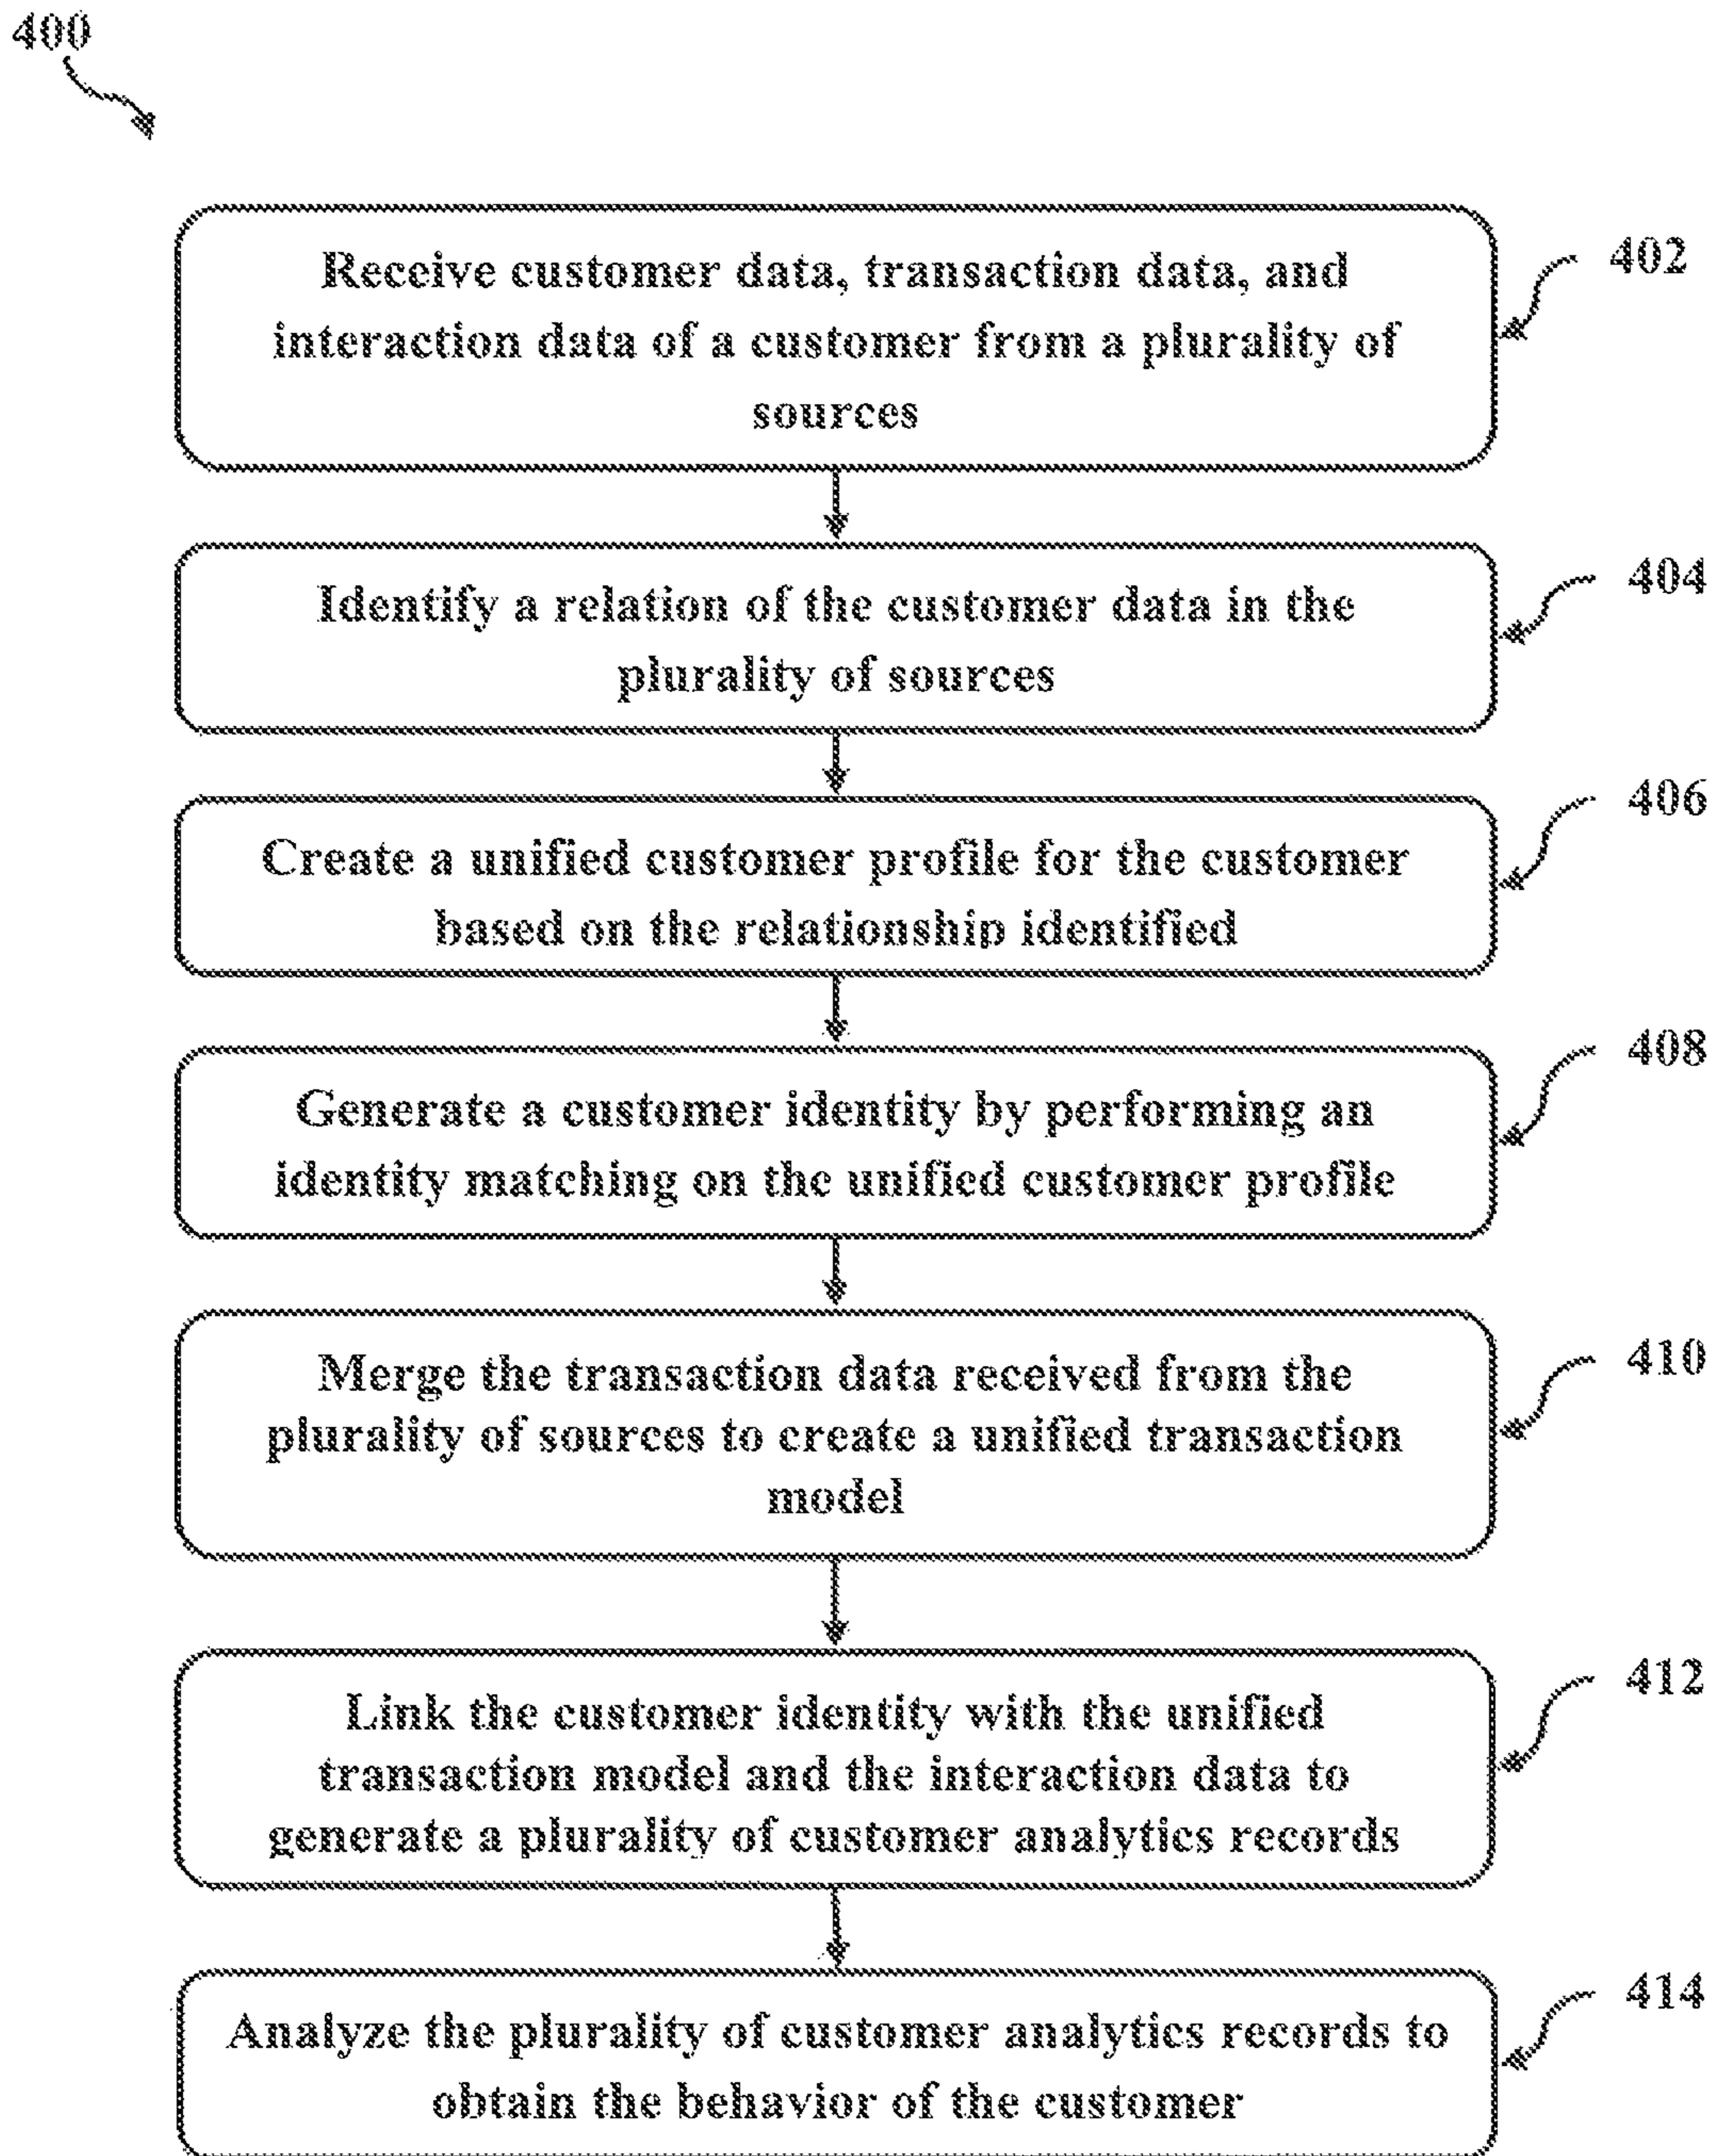 400
Receive customer data, transaction data, and
interaction data of a customer from a plurality of
sources
402
Identify a relation of the customer data in the
plurality of sources
404
Create a unified customer profile for the customer
based on the relationship identified
406
Generate a customer identity by performing an
identity matching on the unified customer profile
408
Merge the transaction data received from the
plurality of sources to create a unified transaction
model
410
Link the customer identity with the unified
transaction model and the interaction data to
generate a plurality of customer analytics records
412
Analyze the plurality of customer analytics records to
obtain the behavior of the customer
414